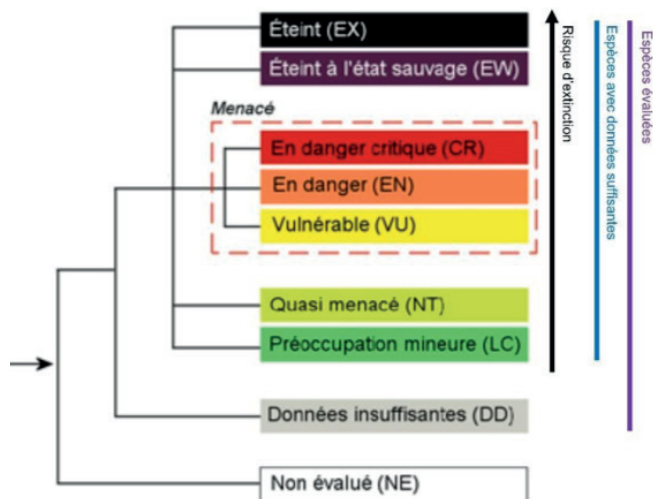 Éteint (EX)
Éteint à l'état sauvage (EW)
Menacé
En danger critique (CR)
En danger (EN)
Vulnérable (VU)
Quasi menacé (NT)
Préoccupation mineure (LC)
Données insuffisantes (DD)
Non évalué (NE)
Risque d'extinction
Espèces avec données suffisantes
Espèces évaluées